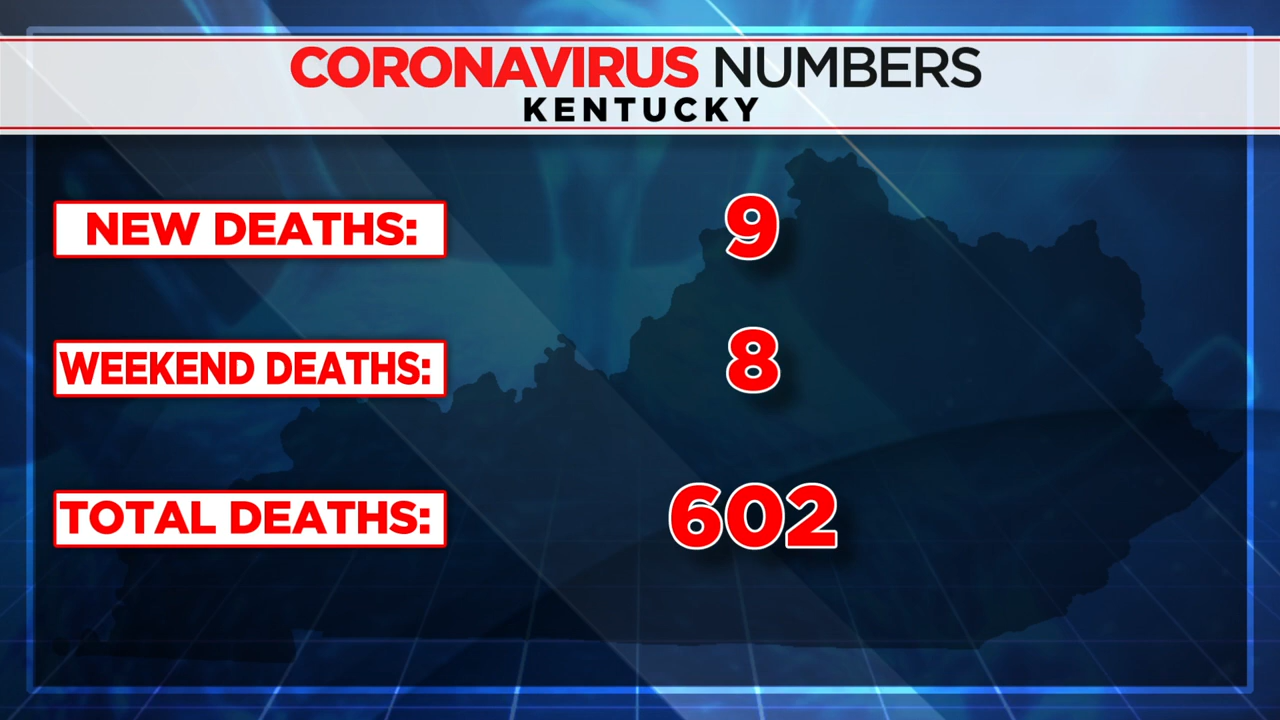 CORONAVIRUS NUMBERS
KENTUCKY
NEW DEATHS: 9
WEEKEND DEATHS: 8
TOTAL DEATHS: 602